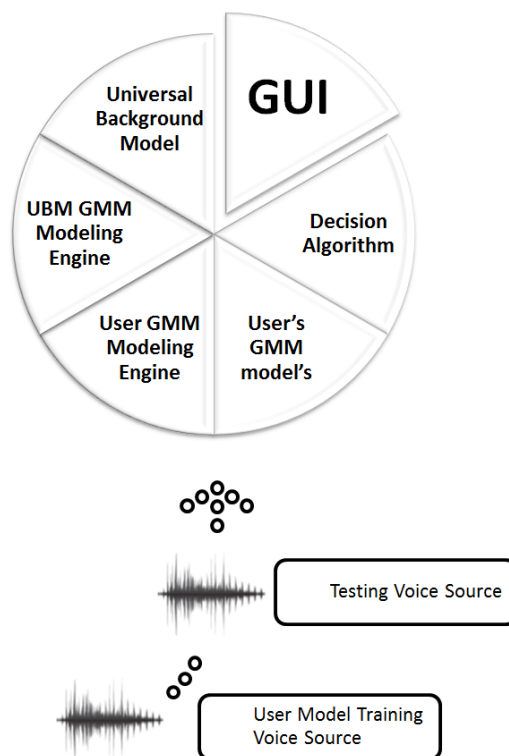 GUI
Universal
Background
Model
UBM GMM
Modeling
Engine
Decision
Algorithm
User GMM
Modeling
Engine
User's
GMM
model's
Testing Voice Source
User Model Training
Voice Source